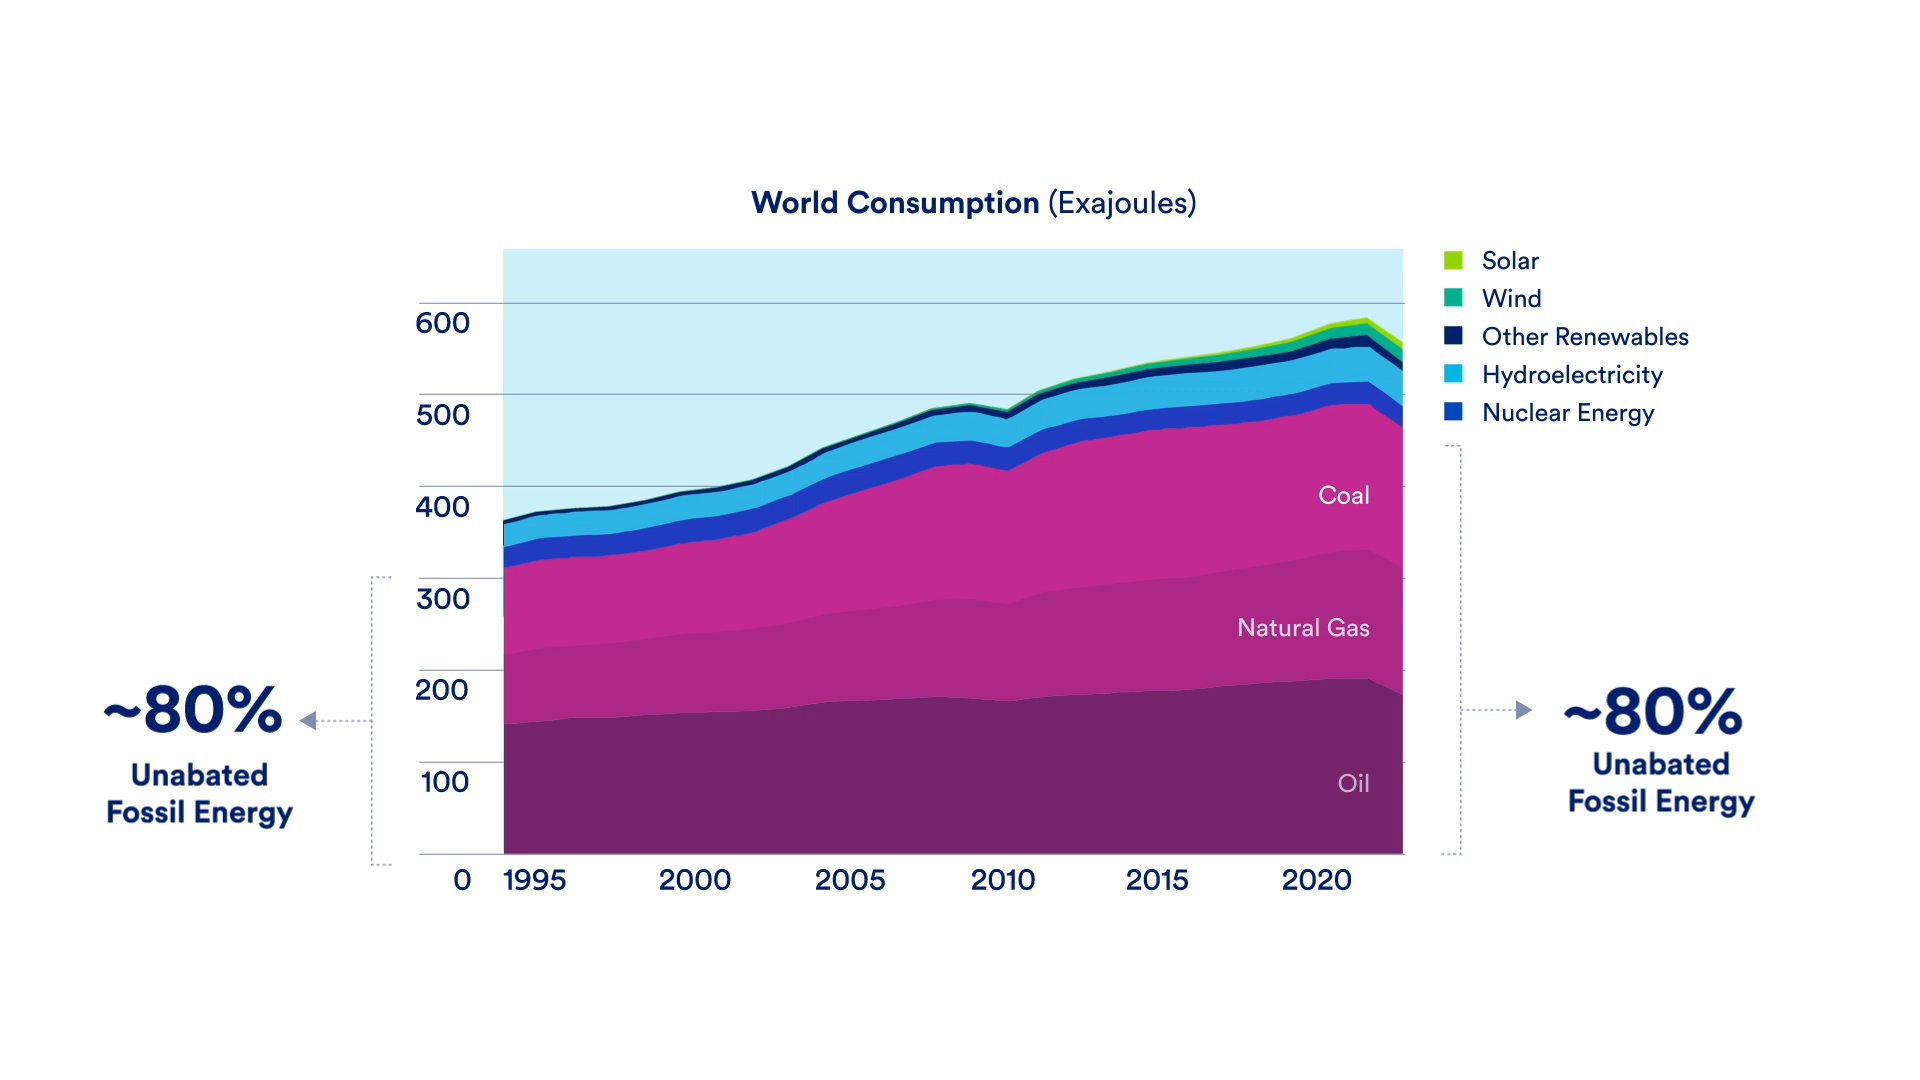 World Consumption (Exajoules)
Solar
Wind
Other Renewables
Hydroelectricity
Nuclear Energy
600
500
400
300
200
100
0
1995
2000
2005
2010
2015
2020
Coal
Natural Gas
Oil
~80%
Unabated
Fossil Energy
~80%
Unabated
Fossil Energy